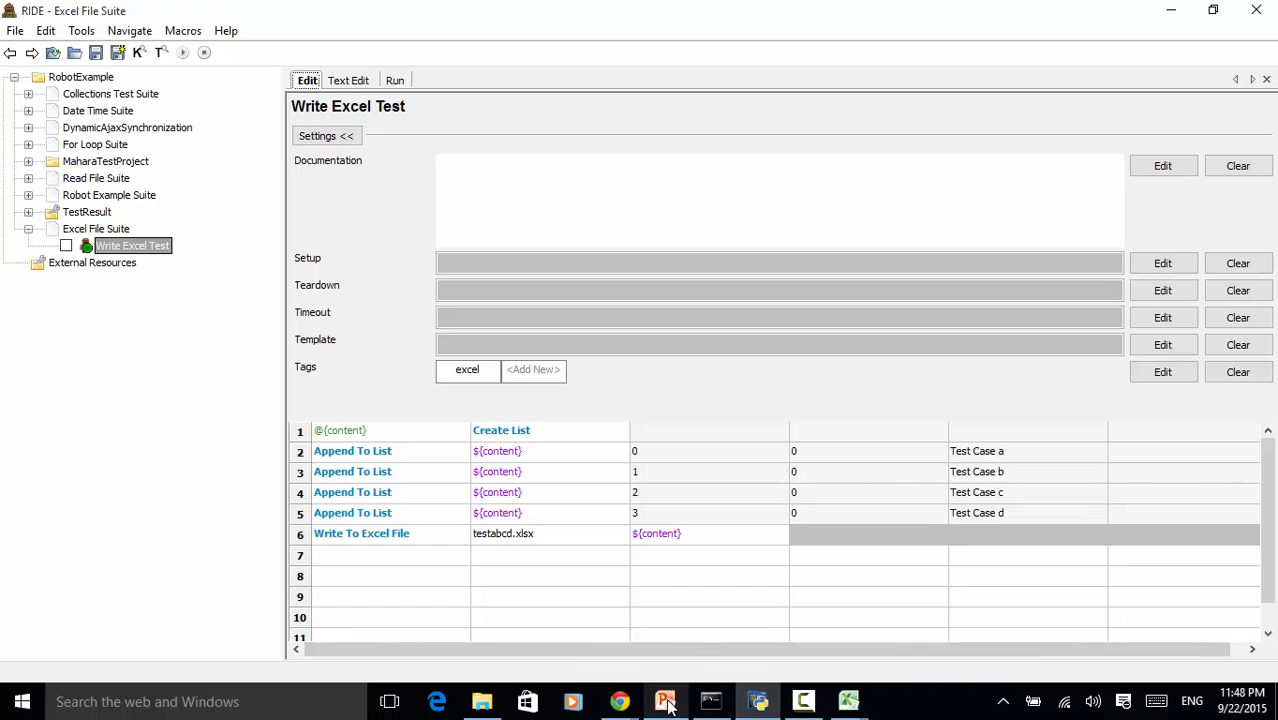 RIDE - Excel File Suite
File Edit Tools Navigate Macros Help
RobotExample
Collections Test Suite
Date Time Suite
DynamicAjaxSynchronization
For Loop Suite
MaharaTestProject
Read File Suite
Robot Example Suite
TestResult
Excel File Suite
Write Excel Test
External Resources
Edit Text Edit Run
Write Excel Test
Settings <<
Documentation Edit Clear
Setup Edit Clear
Teardown Edit Clear
Timeout Edit Clear
Template Edit Clear
Tags excel <Add New> Edit Clear
1 @{content} Create List
2 Append To List ${content} 0 0 Test Case a
3 Append To List ${content} 1 0 Test Case b
4 Append To List ${content} 2 0 Test Case c
5 Append To List ${content} 3 0 Test Case d
6 Write To Excel File testabcd.xlsx ${content}
7
8
9
10
11
Search the web and Windows
ENG
11:48 PM
9/22/2015